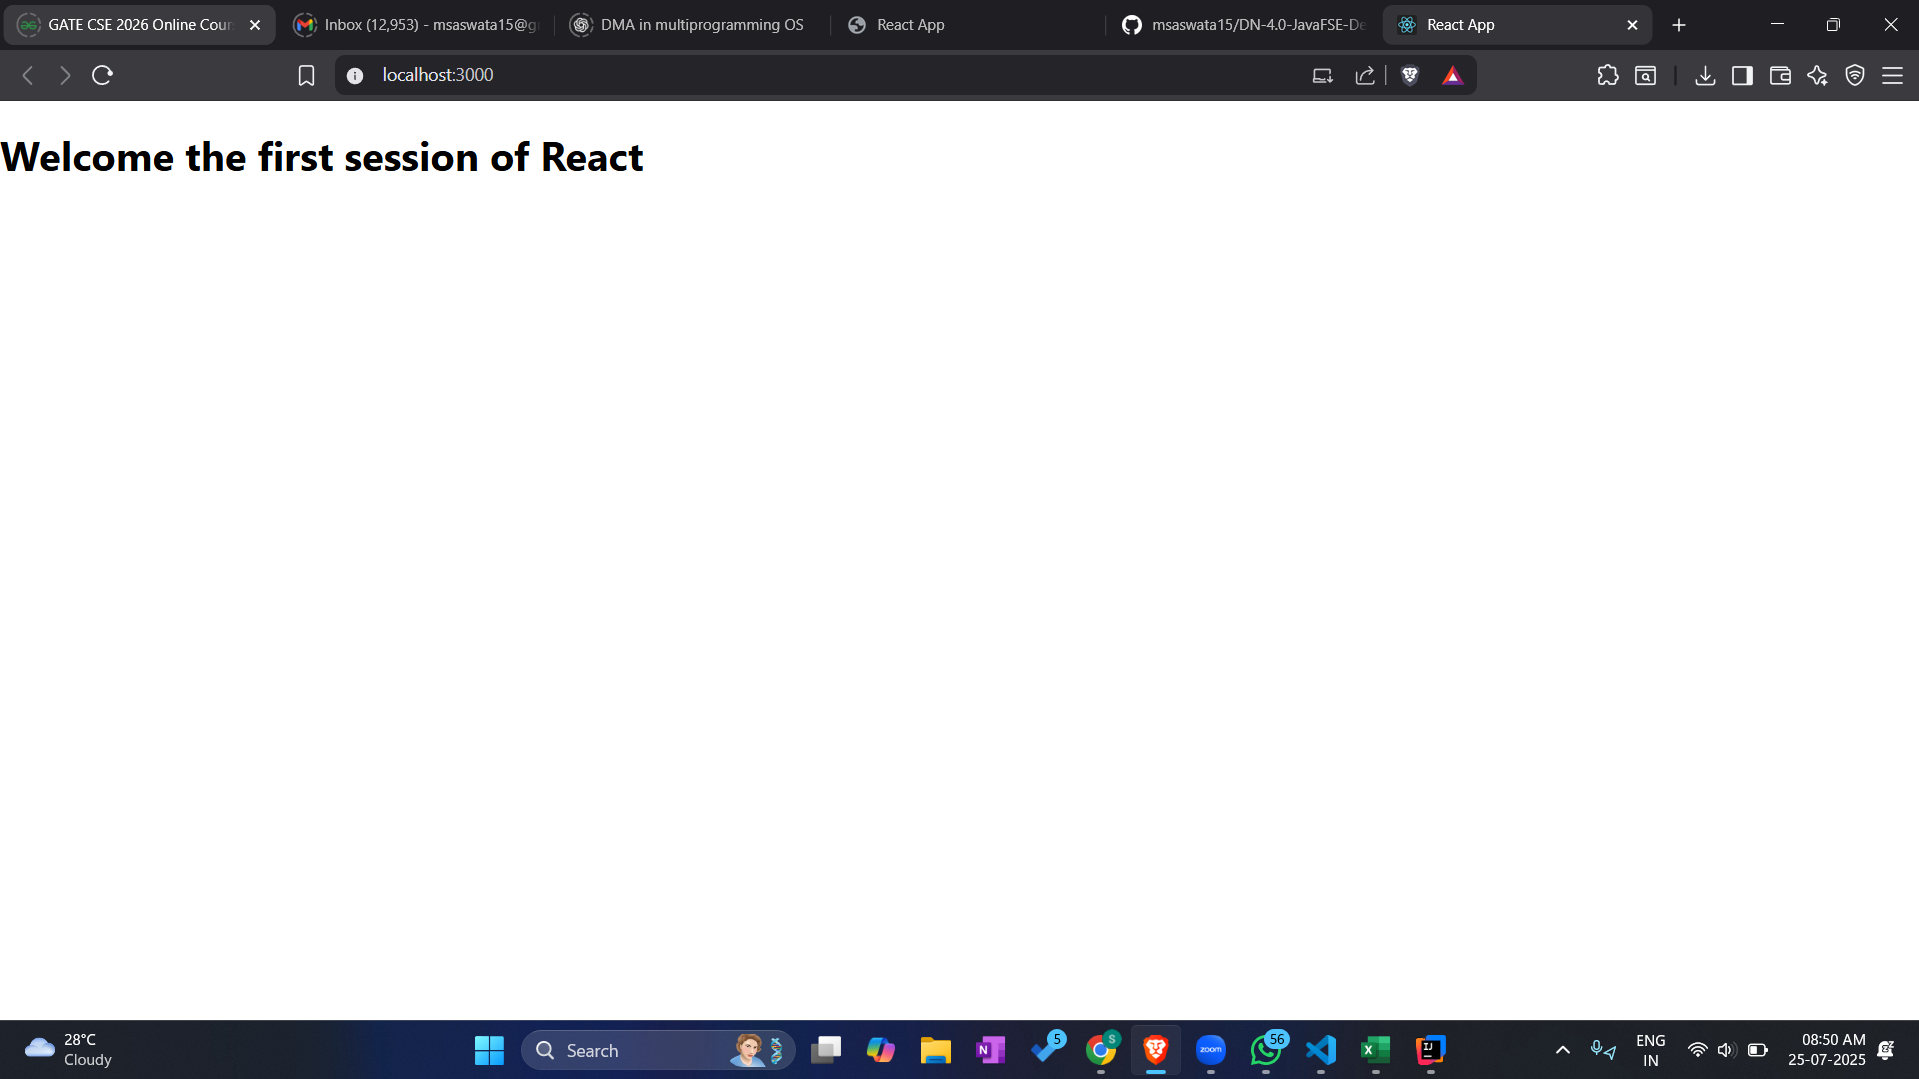 GATE CSE 2026 Online Cour
Inbox (12,953) - msaswata15@g
DMA in multiprogramming OS
React App
msaswata15/DN-4.0-JavaFSE-De
React App
localhost:3000
Welcome the first session of React
28°C
Cloudy
Search
5
S
zoom
56
IJ
ENG
IN
08:50 AM
25-07-2025